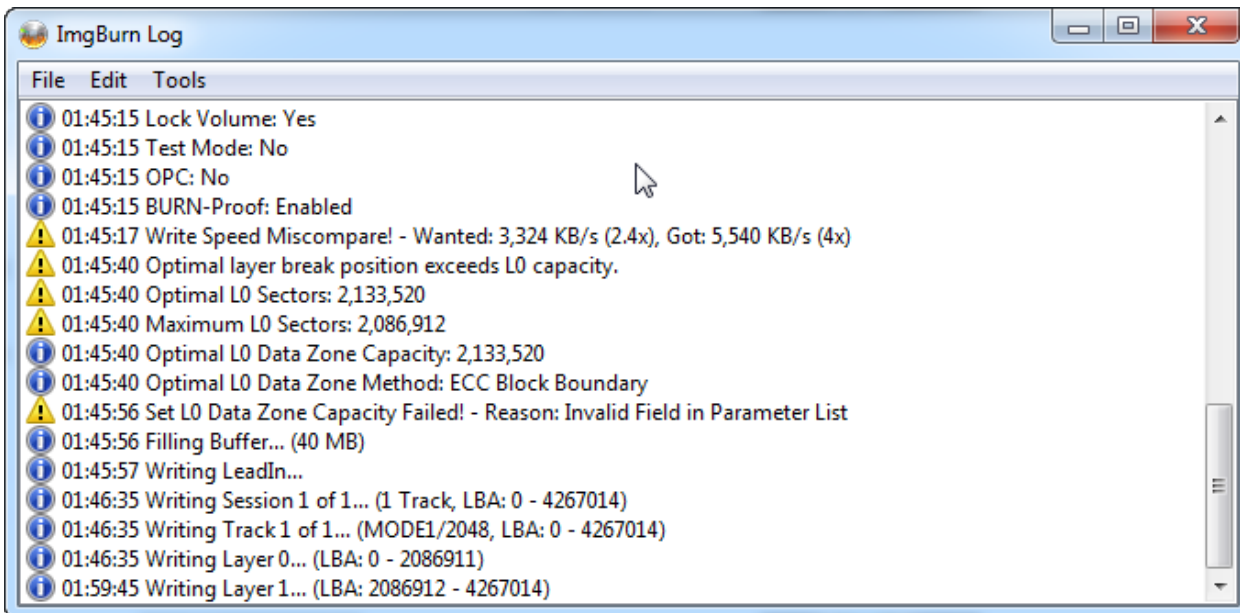 ImgBurn Log
File Edit Tools
01:45:15 Lock Volume: Yes
01:45:15 Test Mode: No
01:45:15 OPC: No
01:45:15 BURN-Proof: Enabled
01:45:17 Write Speed Miscompare! - Wanted: 3,324 KB/s (2.4x), Got: 5,540 KB/s (4x)
01:45:40 Optimal layer break position exceeds L0 capacity.
01:45:40 Optimal L0 Sectors: 2,133,520
01:45:40 Maximum L0 Sectors: 2,086,912
01:45:40 Optimal L0 Data Zone Capacity: 2,133,520
01:45:40 Optimal L0 Data Zone Method: ECC Block Boundary
01:45:56 Set L0 Data Zone Capacity Failed! - Reason: Invalid Field in Parameter List
01:45:56 Filling Buffer... (40 MB)
01:45:57 Writing LeadIn...
01:46:35 Writing Session 1 of 1... (1 Track, LBA: 0 - 4267014)
01:46:35 Writing Track 1 of 1... (MODE1/2048, LBA: 0 - 4267014)
01:46:35 Writing Layer 0... (LBA: 0 - 2086911)
01:59:45 Writing Layer 1... (LBA: 2086912 - 4267014)